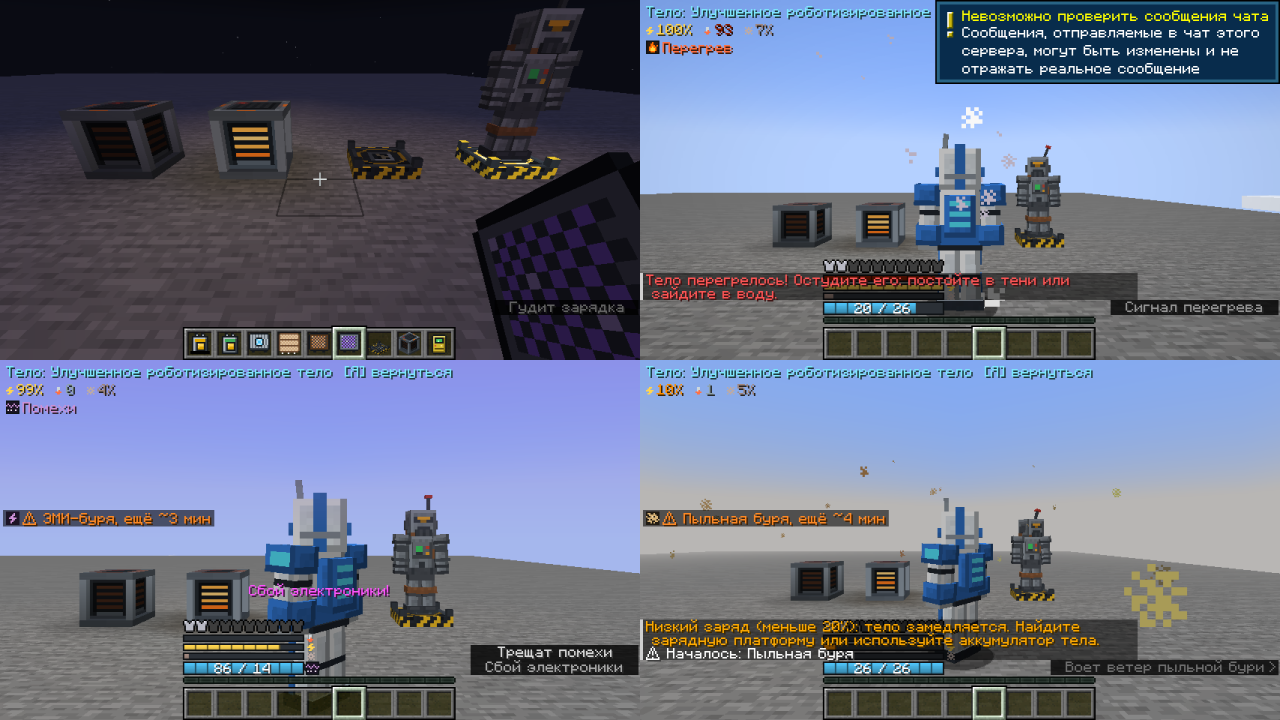 Гудит зарядка
Тело: Улучшенное роботизированное
100% 93 7%
Перегрев
Невозможно проверить сообщения чата
Сообщения, отправляемые в чат этого
сервера, могут быть изменены и не
отражать реальное сообщение
Тело перегрелось! Остудите его: постойте в тени или
зайдите в воду.
Сигнал перегрева
20 / 26
Тело: Улучшенное роботизированное тело [Л] вернуться
99% 0 4%
Помехи
ЭМИ-буря, ещё ~3 мин
Сбой электроники!
Трещат помехи
Сбой электроники
86 / 14
Тело: Улучшенное роботизированное тело [Л] вернуться
10% 1 5%
Пыльная буря, ещё ~4 мин
Низкий заряд (меньше 20%): тело замедляется. Найдите
зарядную платформу или используйте аккумулятор тела.
Началось: Пыльная буря
Воет ветер пыльной бури >
26 / 26